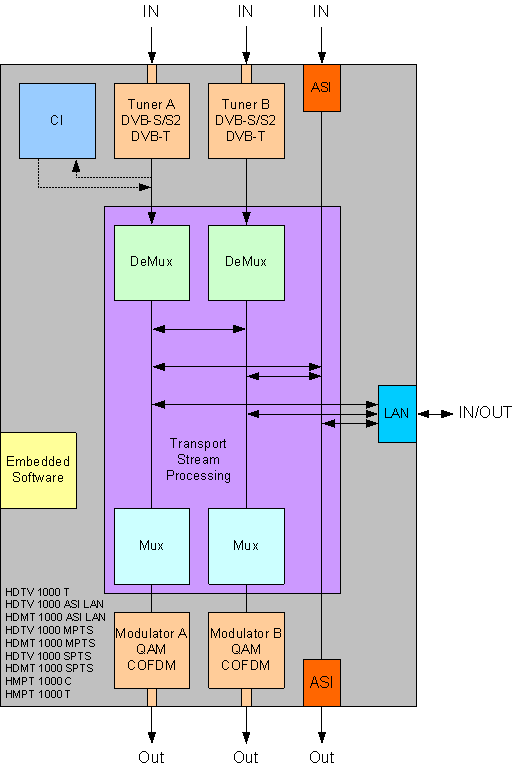 IN
IN
IN
CI
Tuner A
DVB-S/S2
DVB-T
Tuner B
DVB-S/S2
DVB-T
ASI
DeMux
DeMux
LAN
IN/OUT
Transport
Stream
Processing
Embedded
Software
Mux
Mux
HDTV 1000 T
HDTV 1000 ASI LAN
HDMT 1000 ASI LAN
HDTV 1000 MPTS
HDMT 1000 MPTS
HDTV 1000 SPTS
HDMT 1000 SPTS
HMPT 1000 C
HMPT 1000 T
Modulator A
QAM
COFDM
Modulator B
QAM
COFDM
ASI
Out
Out
Out